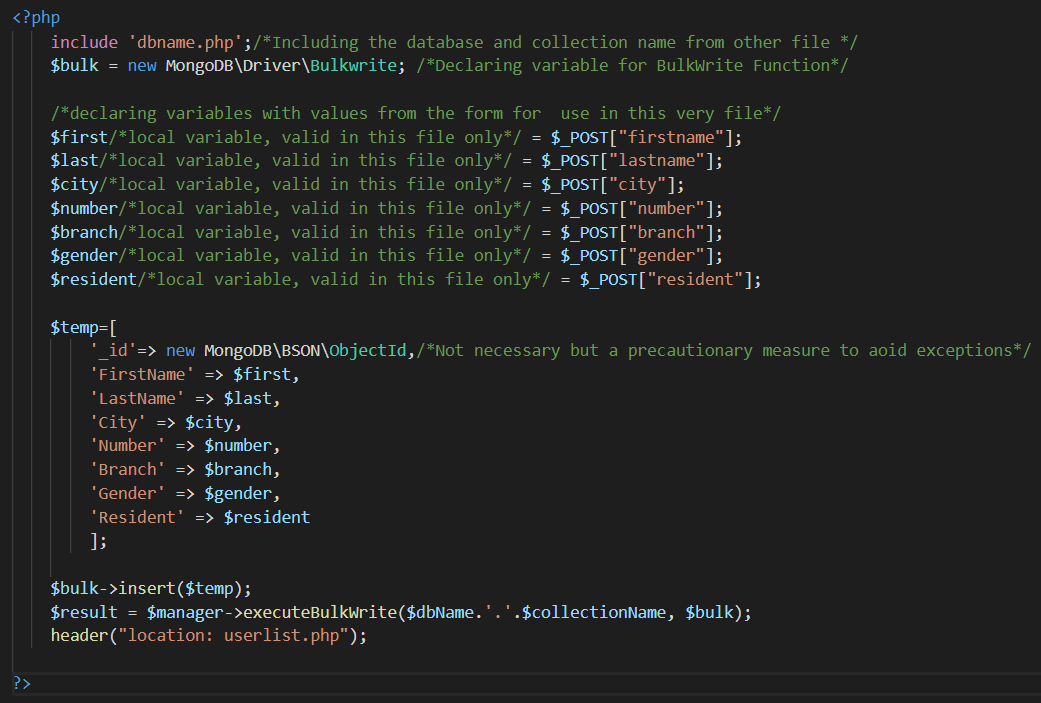 <?php
include 'dbname.php';/*Including the database and collection name from other file */
$bulk = new MongoDB\Driver\Bulkwrite; /*Declaring variable for BulkWrite Function*/
/*declaring variables with values from the form for  use in this very file*/
$first/*local variable, valid in this file only*/ = $_POST["firstname"];
$last/*local variable, valid in this file only*/ = $_POST["lastname"];
$city/*local variable, valid in this file only*/ = $_POST["city"];
$number/*local variable, valid in this file only*/ = $_POST["number"];
$branch/*local variable, valid in this file only*/ = $_POST["branch"];
$gender/*local variable, valid in this file only*/ = $_POST["gender"];
$resident/*local variable, valid in this file only*/ = $_POST["resident"];
$temp=[
'_id'=> new MongoDB\BSON\ObjectId,/*Not necessary but a precautionary measure to aoid exceptions*/
'FirstName' => $first,
'LastName' => $last,
'City' => $city,
'Number' => $number,
'Branch' => $branch,
'Gender' => $gender,
'Resident' => $resident
];
$bulk->insert($temp);
$result = $manager->executeBulkWrite($dbName.'.'.$collectionName, $bulk);
header("location: userlist.php");
?>